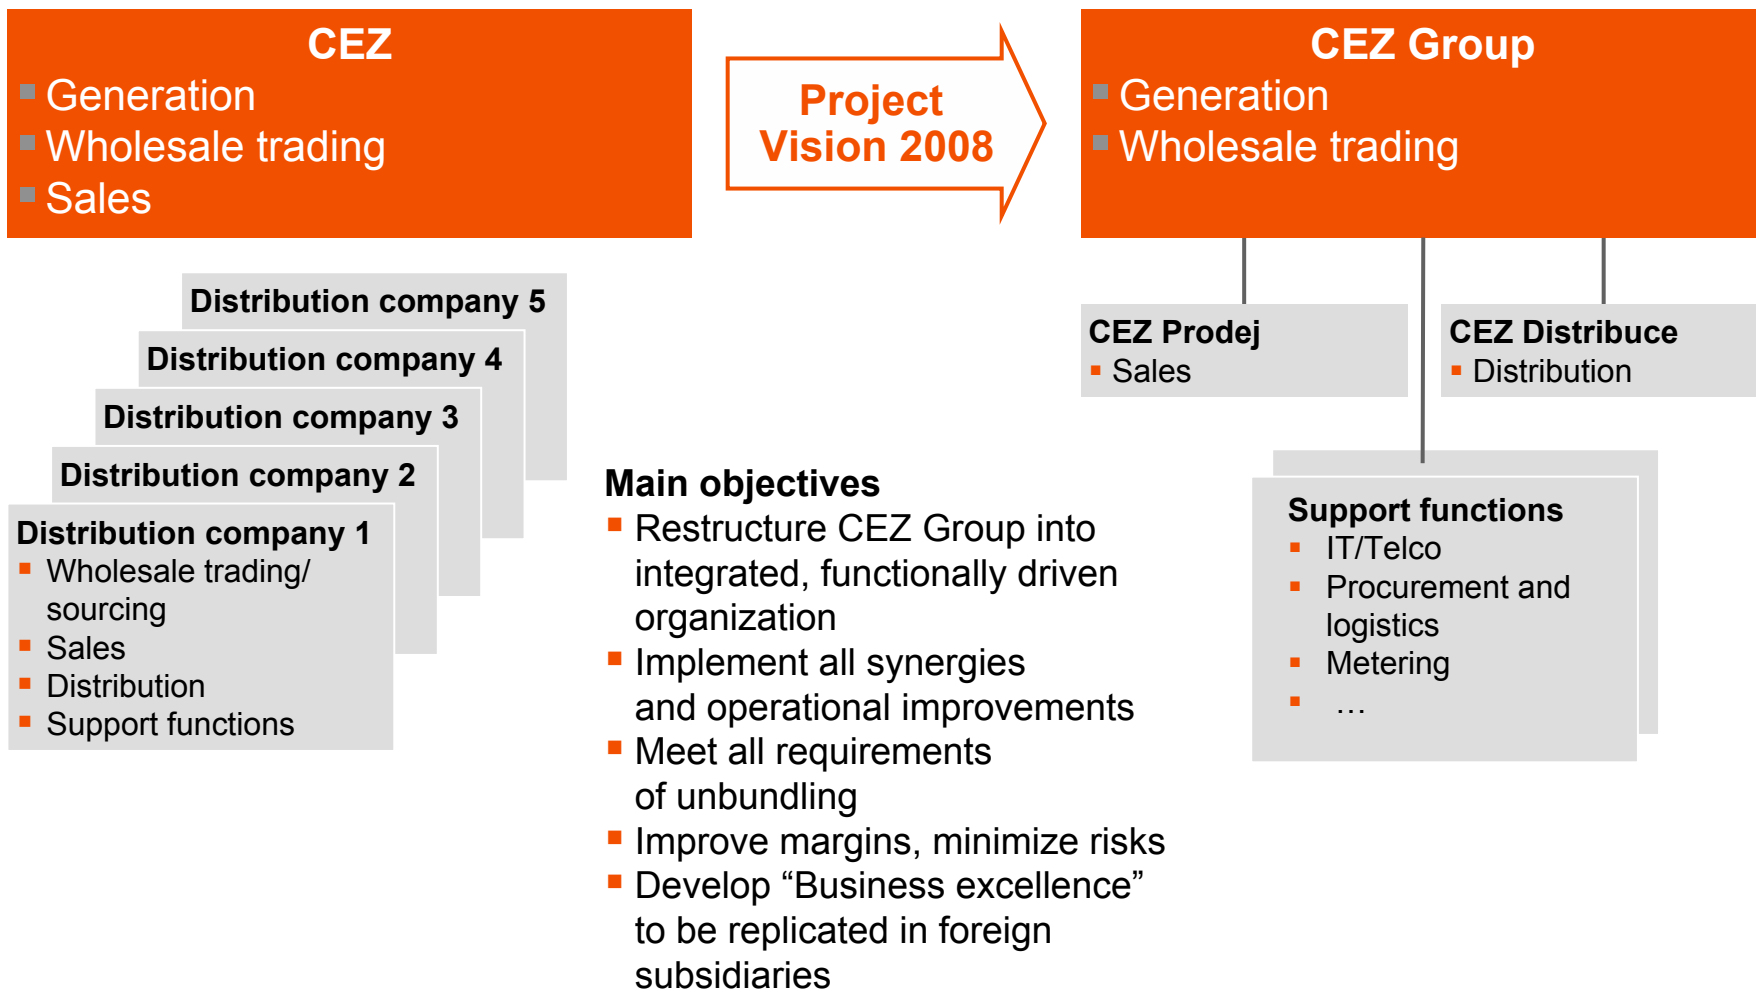 CEZ
Generation
Wholesale trading
Sales
Project
Vision 2008
CEZ Group
Generation
Wholesale trading
Distribution company 5
Distribution company 4
Distribution company 3
Distribution company 2
Distribution company 1
Wholesale trading/
sourcing
Sales
Distribution
Support functions
Main objectives
Restructure CEZ Group into
integrated, functionally driven
organization
Implement all synergies
and operational improvements
Meet all requirements
of unbundling
Improve margins, minimize risks
Develop “Business excellence”
to be replicated in foreign
subsidiaries
CEZ Prodej
Sales
CEZ Distribuce
Distribution
Support functions
IT/Telco
Procurement and
logistics
Metering
…